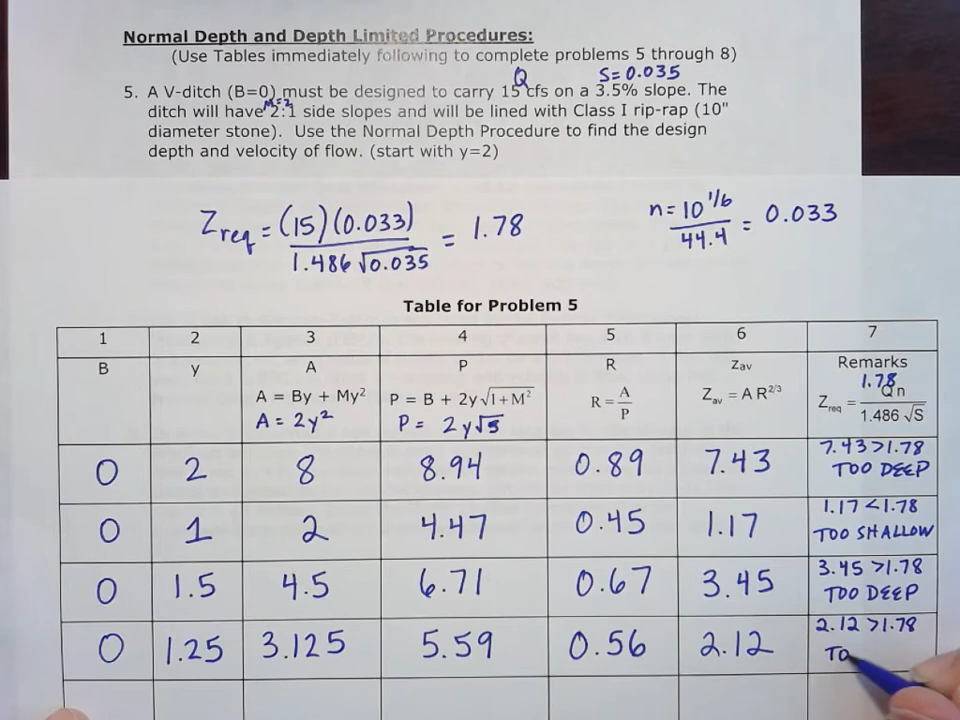 Normal Depth and Depth Limited Procedures:
(Use Tables immediately following to complete problems 5 through 8)
Q S=0.035
5. A V-ditch (B=0) must be designed to carry 15 cfs on a 3.5% slope. The
M=2
ditch will have 2:1 side slopes and will be lined with Class I rip-rap (10"
diameter stone). Use the Normal Depth Procedure to find the design
depth and velocity of flow. (start with y=2)
Zreq = (15)(0.033) / 1.486 √0.035 = 1.78
n = 10^1/6 / 44.4 = 0.033
Table for Problem 5
1 2 3 4 5 6 7
B y A P R Zav Remarks
A = By + My² P = B + 2y√1+M² R = A/P Zav = A R^2/3 Zreq = Qn / 1.486 √S
1.78
A = 2y² P = 2y√5
0 2 8 8.94 0.89 7.43 7.43 >1.78 TOO DEEP
0 1 2 4.47 0.45 1.17 1.17 <1.78 TOO SHALLOW
0 1.5 4.5 6.71 0.67 3.45 3.45 >1.78 TOO DEEP
0 1.25 3.125 5.59 0.56 2.12 2.12 >1.78 TO